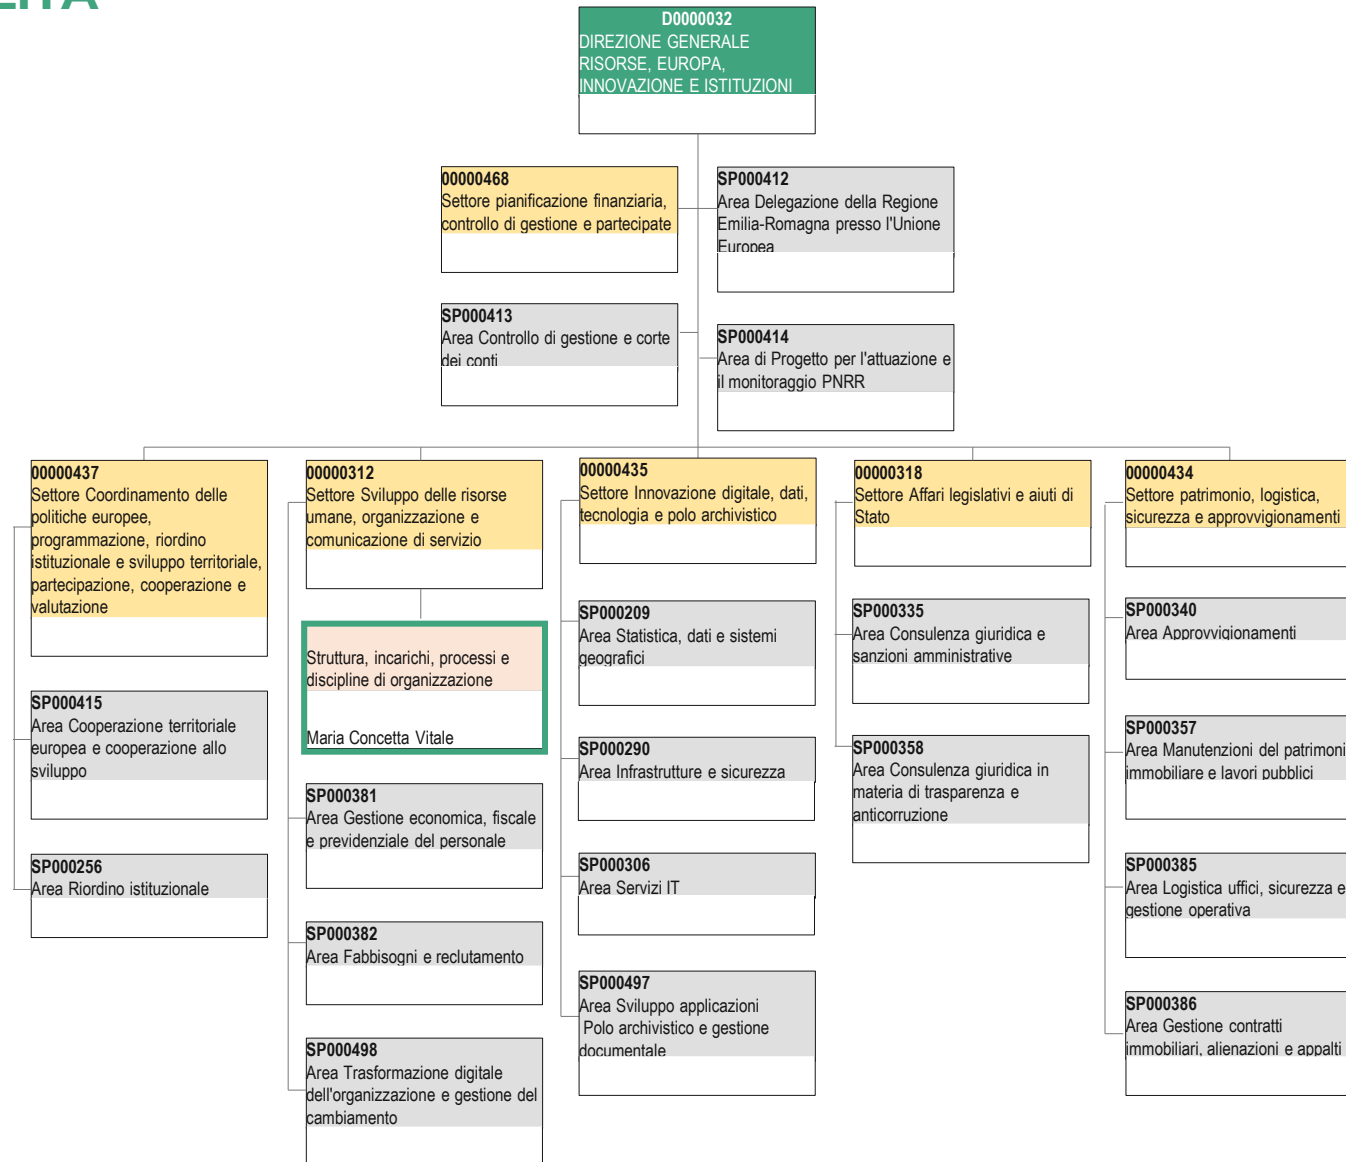 D0000032
DIREZIONE GENERALE
RISORSE, EUROPA,
INNOVAZIONE E ISTITUZIONI
00000468
Settore pianificazione finanziaria,
controllo di gestione e partecipate
SP000412
Area Delegazione della Regione
Emilia-Romagna presso l'Unione
Europea
SP000413
Area Controllo di gestione e corte
dei conti
SP000414
Area di Progetto per l'attuazione e
il monitoraggio PNRR
00000437
Settore Coordinamento delle
politiche europee,
programmazione, riordino
istituzionale e sviluppo territoriale,
partecipazione, cooperazione e
valutazione
SP000415
Area Cooperazione territoriale
europea e cooperazione allo
sviluppo
SP000256
Area Riordino istituzionale
00000312
Settore Sviluppo delle risorse
umane, organizzazione e
comunicazione di servizio
Struttura, incarichi, processi e
discipline di organizzazione
Maria Concetta Vitale
SP000381
Area Gestione economica, fiscale
e previdenziale del personale
SP000382
Area Fabbisogni e reclutamento
SP000498
Area Trasformazione digitale
dell'organizzazione e gestione del
cambiamento
00000435
Settore Innovazione digitale, dati,
tecnologia e polo archivistico
SP000209
Area Statistica, dati e sistemi
geografici
SP000290
Area Infrastrutture e sicurezza
SP000306
Area Servizi IT
SP000497
Area Sviluppo applicazioni
Polo archivistico e gestione
documentale
00000318
Settore Affari legislativi e aiuti di
Stato
SP000335
Area Consulenza giuridica e
sanzioni amministrative
SP000358
Area Consulenza giuridica in
materia di trasparenza e
anticorruzione
00000434
Settore patrimonio, logistica,
sicurezza e approvvigionamenti
SP000340
Area Approvvigionamenti
SP000357
Area Manutenzioni del patrimoni
immobiliare e lavori pubblici
SP000385
Area Logistica uffici, sicurezza e
gestione operativa
SP000386
Area Gestione contratti
immobiliari, alienazioni e appalti